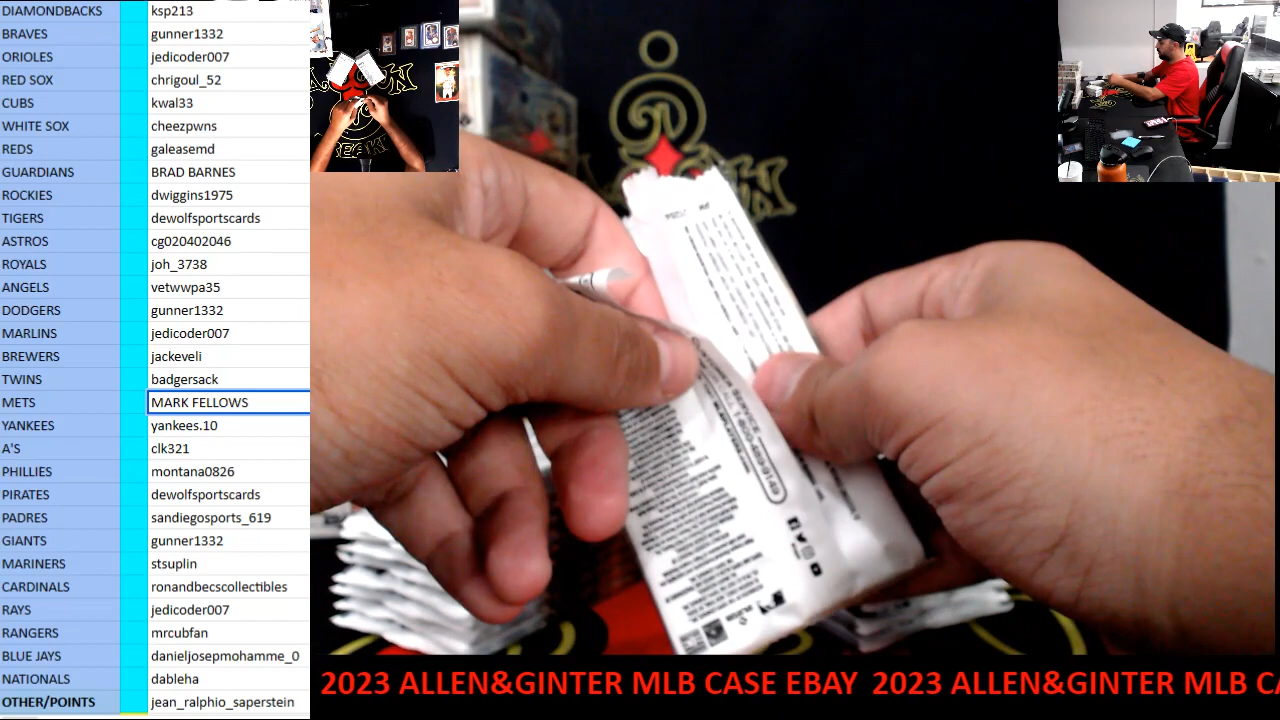 DIAMONDBACKS ksp213
BRAVES gunner1332
ORIOLES jedicoder007
RED SOX chrigoul_52
CUBS kwal33
WHITE SOX cheezpwns
REDS galeasemd
GUARDIANS BRAD BARNES
ROCKIES dwiggins1975
TIGERS dewolfsportscards
ASTROS cg020402046
ROYALS joh_3738
ANGELS vetwwpa35
DODGERS gunner1332
MARLINS jedicoder007
BREWERS jackeveli
TWINS badgersack
METS MARK FELLOWS
YANKEES yankees.10
A'S clk321
PHILLIES montana0826
PIRATES dewolfsportscards
PADRES sandiegosports_619
GIANTS gunner1332
MARINERS stsuplin
CARDINALS ronandbecscollectibles
RAYS jedicoder007
RANGERS mrcubfan
BLUE JAYS danieljosepmohamme_0
NATIONALS dableha
OTHER/POINTS jean_ralphio_saperstein
2023 ALLEN&GINTER MLB CASE EBAY 2023 ALLEN&GINTER MLB CA